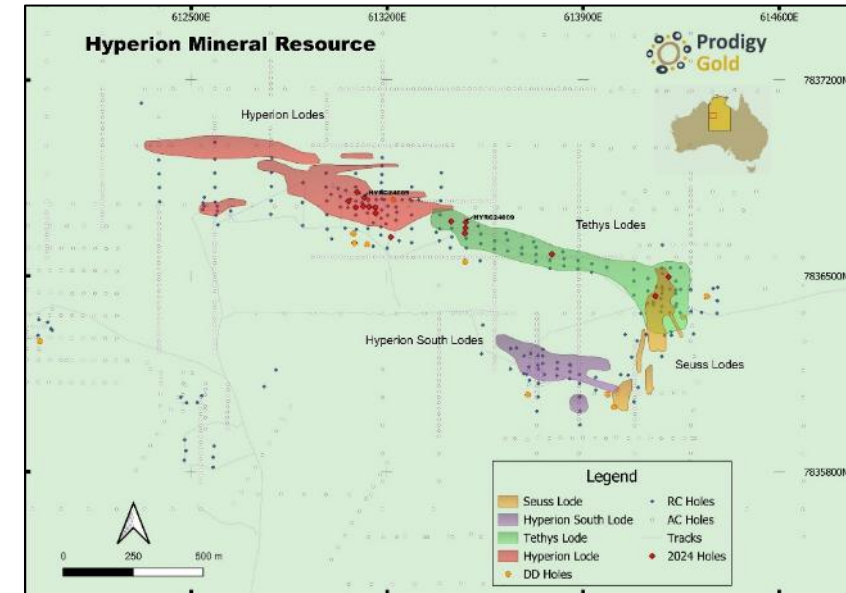 612500E
613200E
613900E
614600E
Hyperion Mineral Resource
Prodigy
Gold
7837200N
Hyperion Lodes
HYRC24009
Tethys Lodes
7836500N
Hyperion South Lodes
Seuss Lodes
Legend
Seuss Lode
RC Holes
Hyperion South Lode
AC Holes
Tethys Lode
Tracks
Hyperion Lode
2024 Holes
DD Holes
7835800N
0
250
500 m